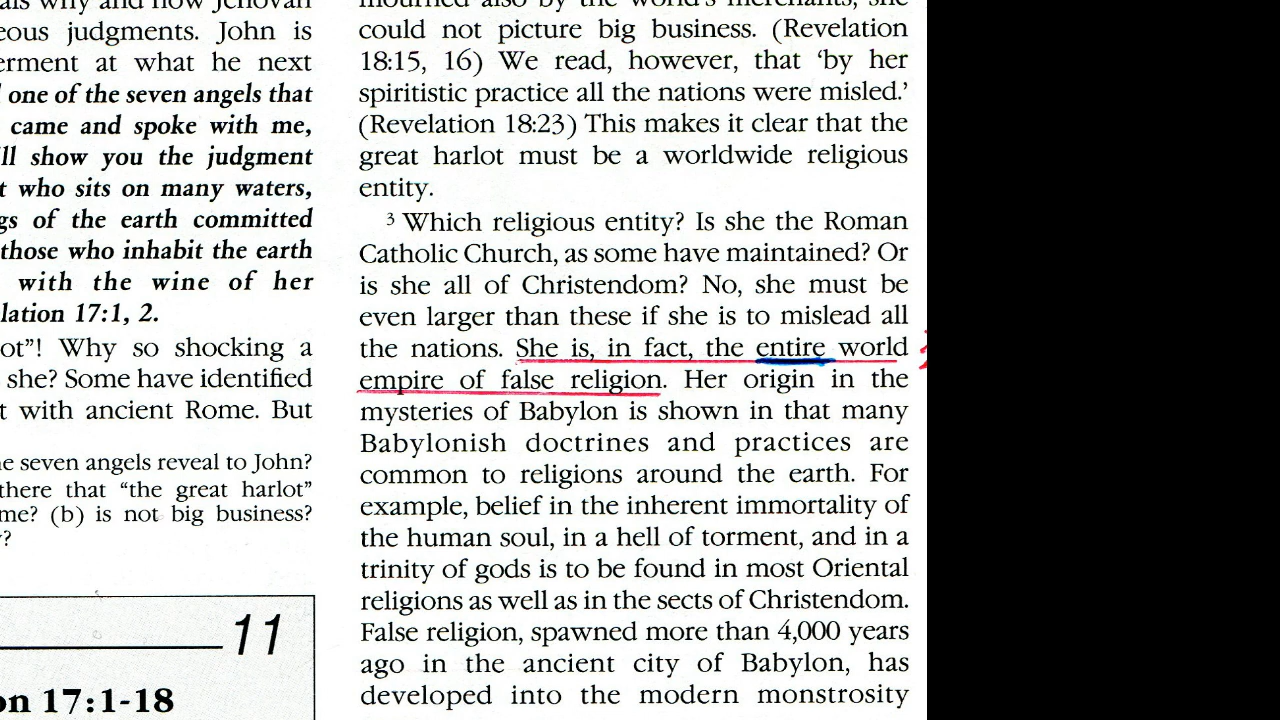 why and how Jehovah
judgments. John is
at what he next
one of the seven angels that
came and spoke with me,
show you the judgment
who sits on many waters,
of the earth committed
those who inhabit the earth
with the wine of her
17:1, 2.
Why so shocking a
she? Some have identified
with ancient Rome. But
seven angels reveal to John?
there that “the great harlot”
(b) is not big business?
11
17:1-18
mourned also by the world's merchants, she
could not picture big business. (Revelation
18:15, 16) We read, however, that ‘by her
spiritistic practice all the nations were misled.’
(Revelation 18:23) This makes it clear that the
great harlot must be a worldwide religious
entity.
3 Which religious entity? Is she the Roman
Catholic Church, as some have maintained? Or
is she all of Christendom? No, she must be
even larger than these if she is to mislead all
the nations. She is, in fact, the entire world
empire of false religion. Her origin in the
mysteries of Babylon is shown in that many
Babylonish doctrines and practices are
common to religions around the earth. For
example, belief in the inherent immortality of
the human soul, in a hell of torment, and in a
trinity of gods is to be found in most Oriental
religions as well as in the sects of Christendom.
False religion, spawned more than 4,000 years
ago in the ancient city of Babylon, has
developed into the modern monstrosity